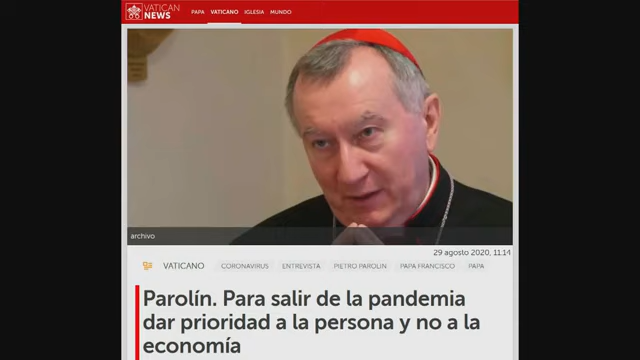 VATICAN
NEWS
PAPA VATICANO IGLESIA MUNDO
archivo
29 agosto 2020, 11:14
VATICANO CORONAVIRUS ENTREVISTA PIETRO PAROLIN PAPA FRANCISCO PAPA
Parolín. Para salir de la pandemia
dar prioridad a la persona y no a la
economía